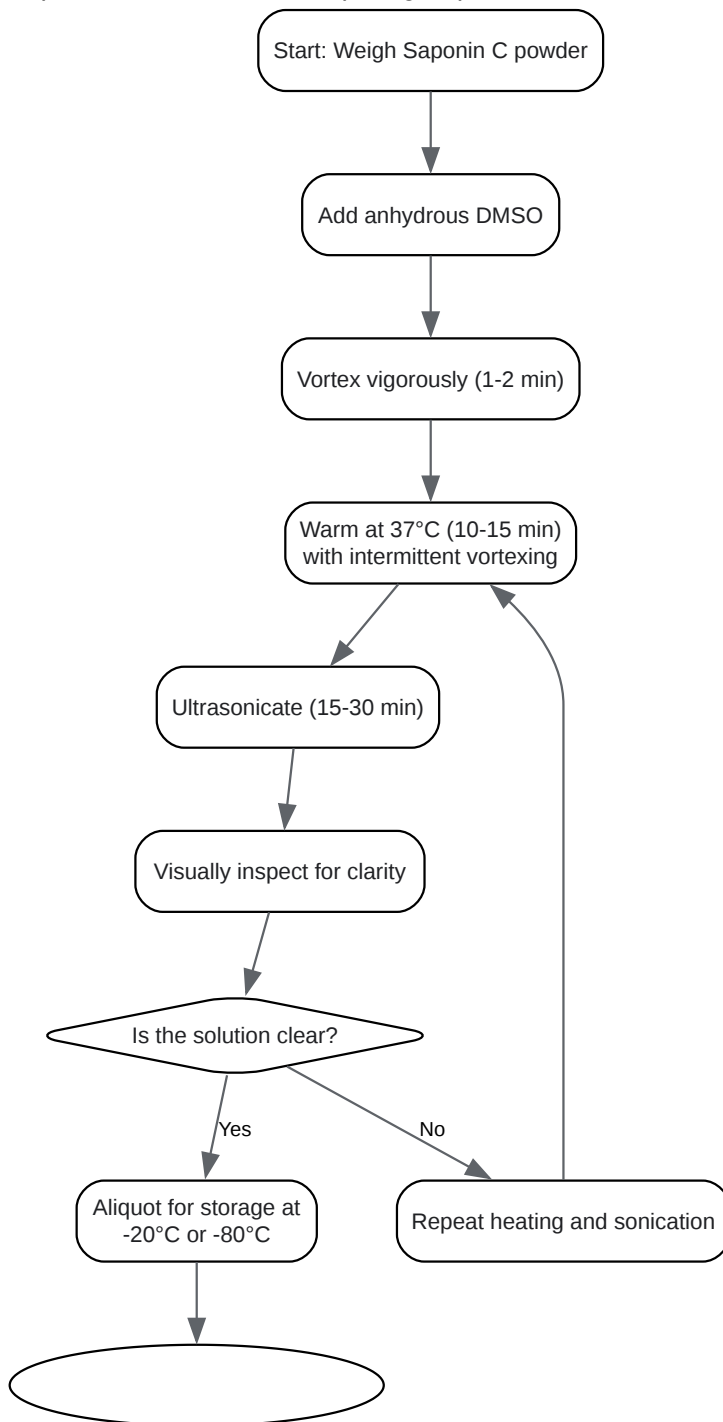 Start: Weigh Saponin C powder
Add anhydrous DMSO
Vortex vigorously (1-2 min)
Warm at 37°C (10-15 min)
with intermittent vortexing
Ultrasonicate (15-30 min)
Visually inspect for clarity
Is the solution clear?
Yes
No
Aliquot for storage at
-20°C or -80°C
Repeat heating and sonication